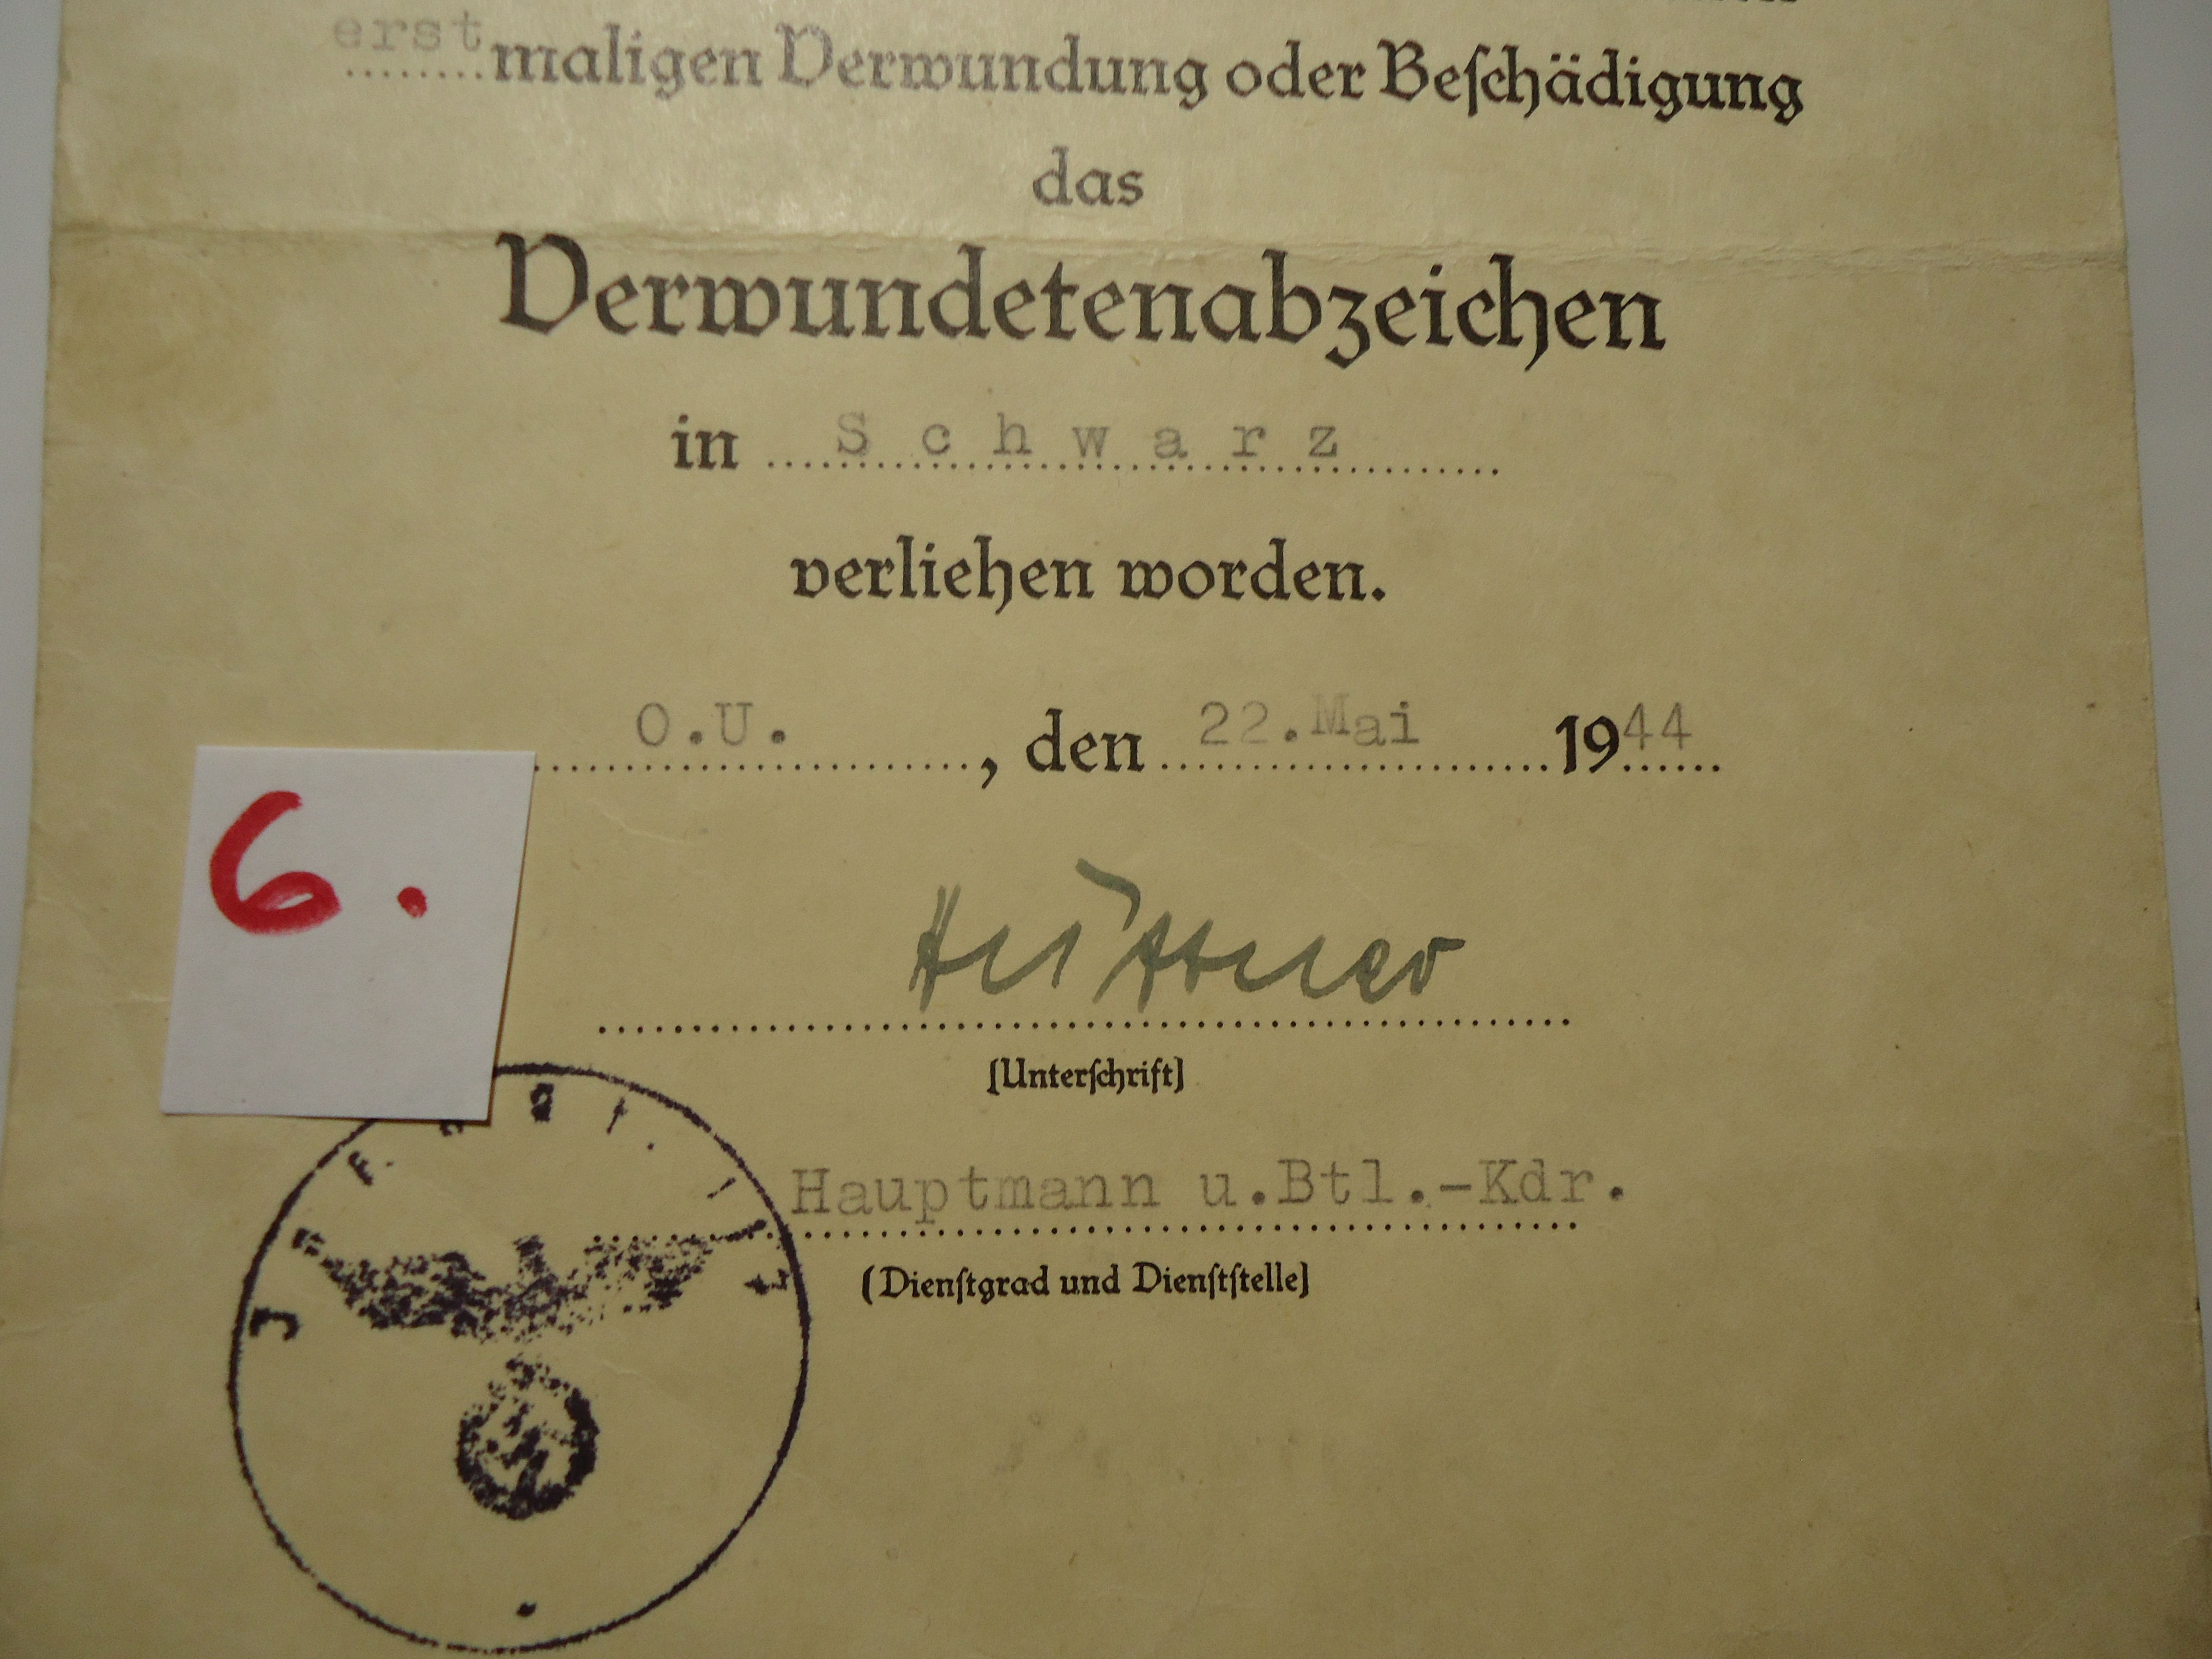 erstmaligen Verwundung oder Beſchädigung
das
Verwundetenabzeichen
in Schwarz
verliehen worden.
O.U. , den 22.Mai 1944
6.
Hüttner
(Unterſchrift)
Hauptmann u.Btl.-Kdr.
(Dienſtgrad und Dienſtſtelle)